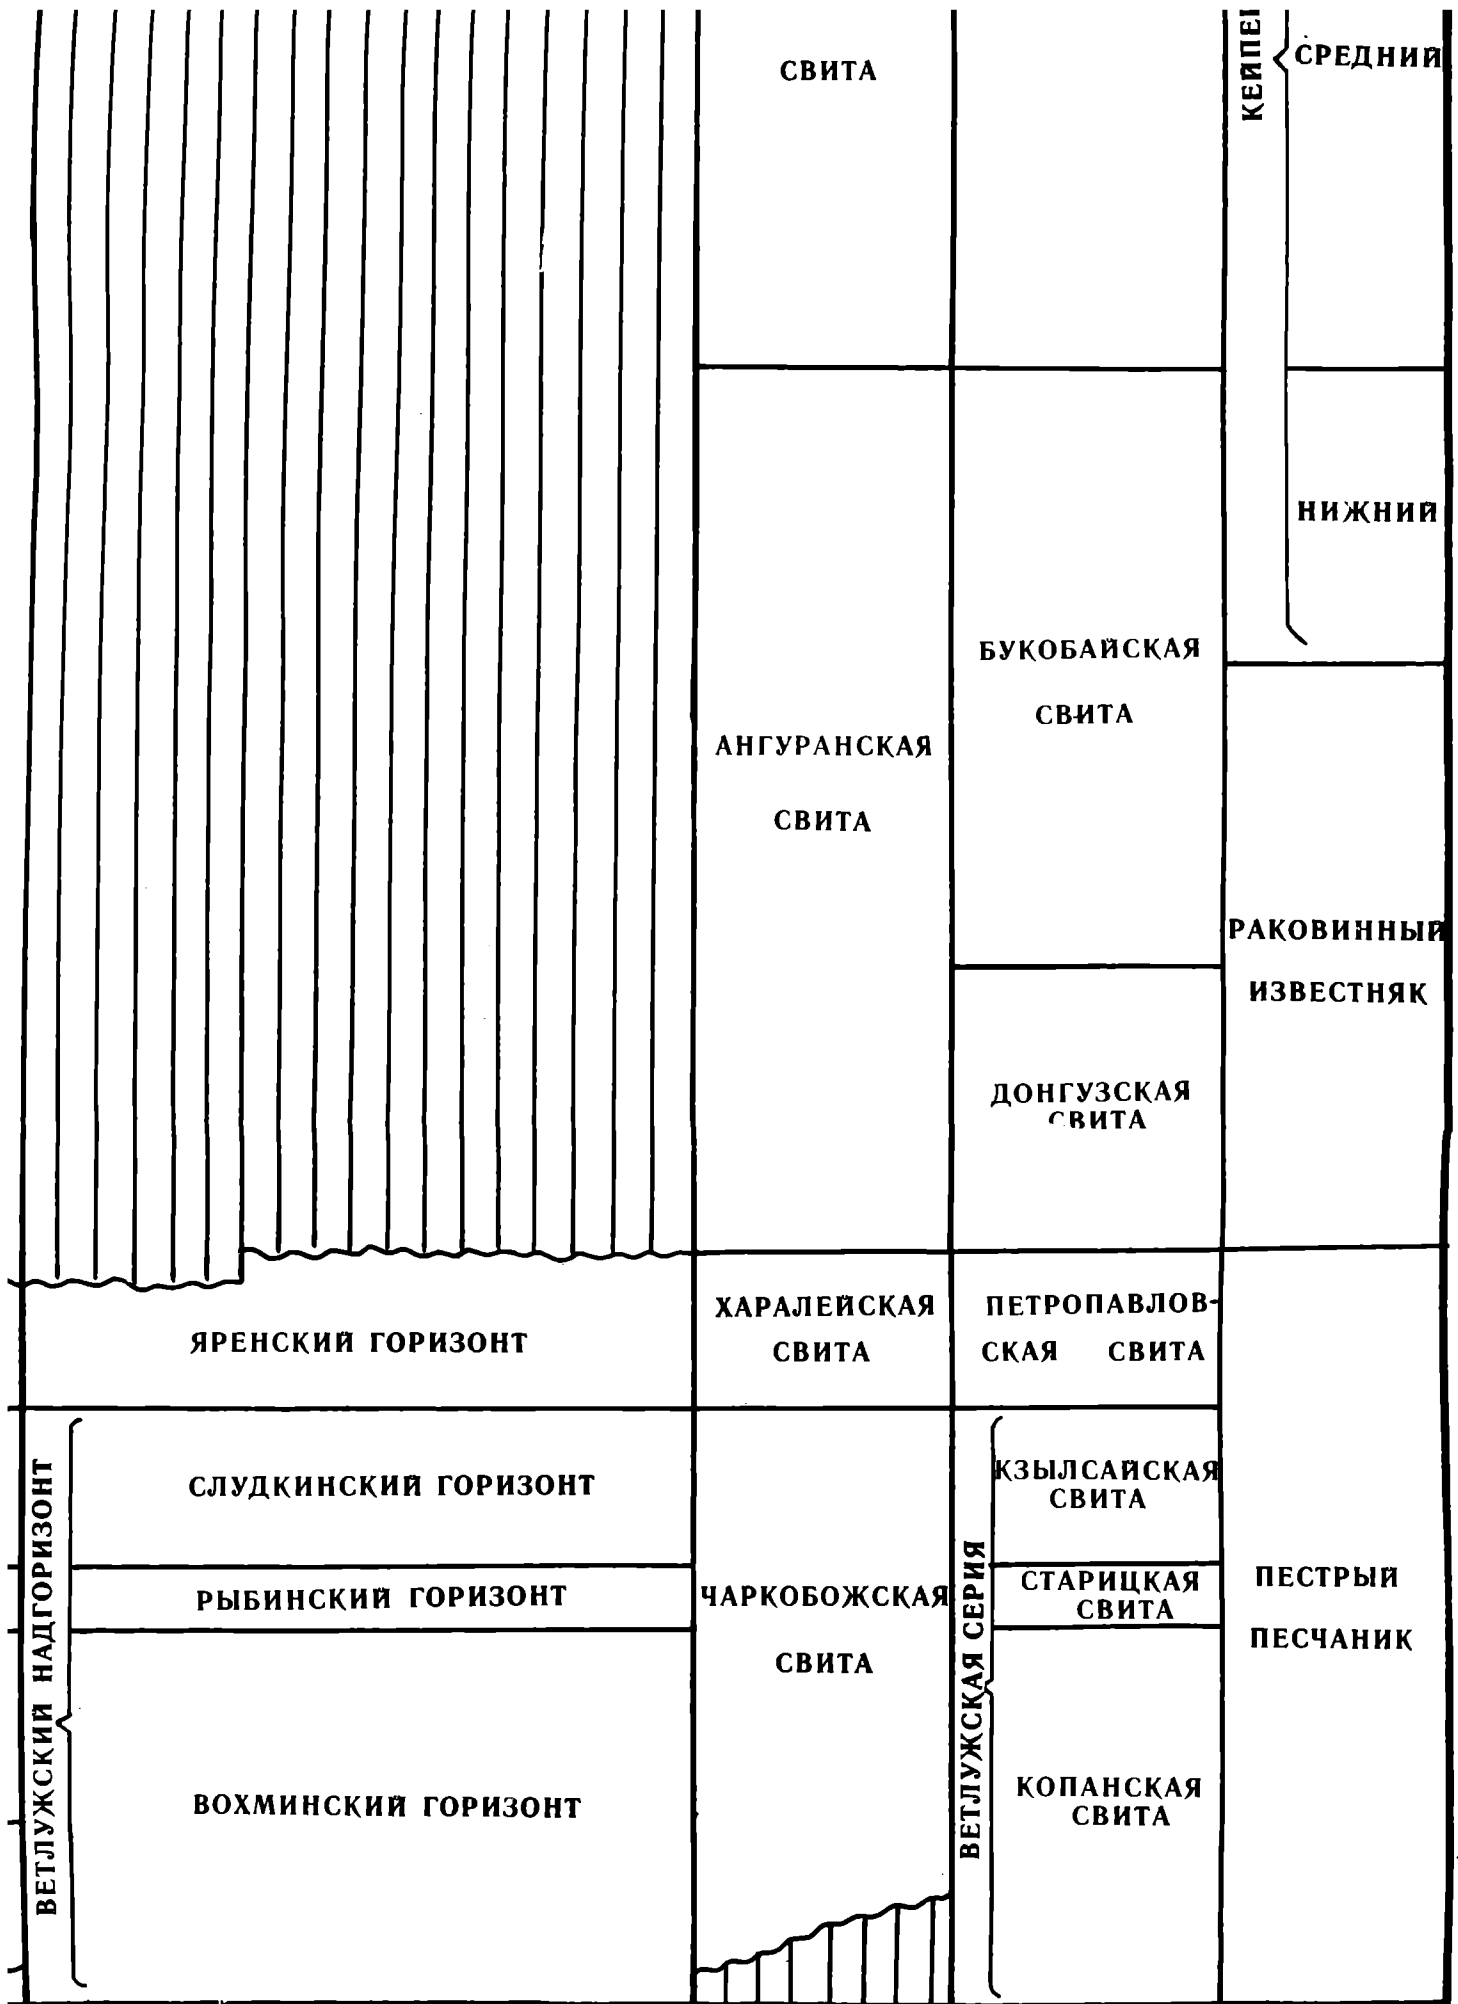 СВИТА
СРЕДНИЙ
НИЖНИЙ
БУКОБАЙСКАЯ
СВИТА
АНГУРАНСКАЯ
СВИТА
РАКОВИННЫЙ
ИЗВЕСТНЯК
ДОНГУЗСКАЯ
СВИТА
ЯРЕНСКИЙ ГОРИЗОНТ
ХАРАЛЕЙСКАЯ
СВИТА
ПЕТРОПАВЛОВ-
СКАЯ СВИТА
ВЕТЛУЖСКИЙ НАДГОРИЗОНТ
СЛУДКИНСКИЙ ГОРИЗОНТ
РЫБИНСКИЙ ГОРИЗОНТ
ВОХМИНСКИЙ ГОРИЗОНТ
ЧАРКОБОЖСКАЯ
СВИТА
ВЕТЛУЖСКАЯ СЕРИЯ
КЗЫЛСАЙСКАЯ
СВИТА
СТАРИЦКАЯ
СВИТА
КОПАНСКАЯ
СВИТА
ПЕСТРЫЙ
ПЕСЧАНИК